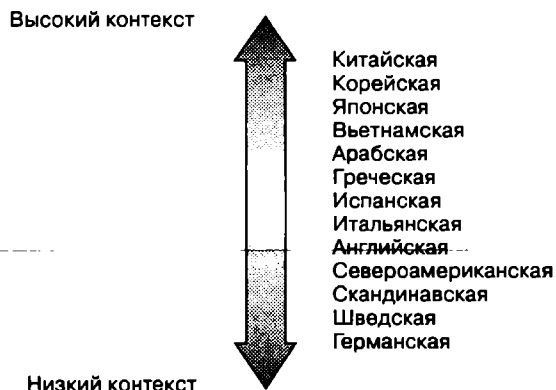 Высокий контекст
Китайская
Корейская
Японская
Вьетнамская
Арабская
Греческая
Испанская
Итальянская
Английская
Североамериканская
Скандинавская
Шведская
Германская
Низкий контекст